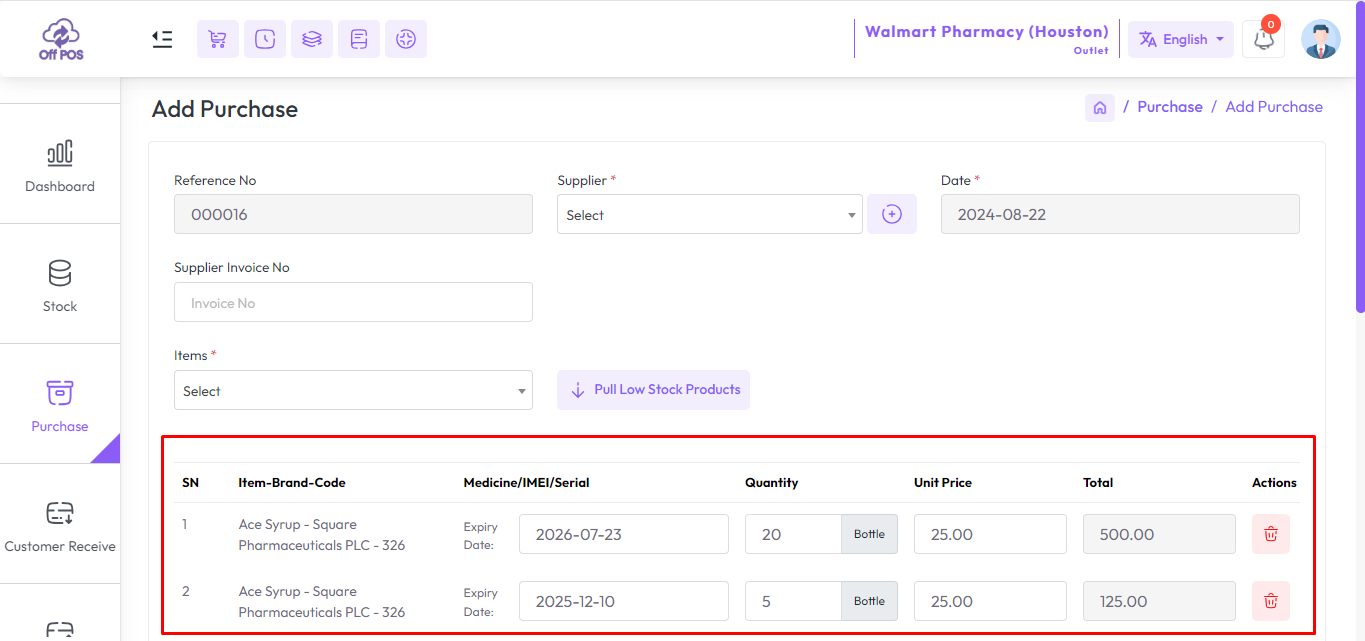 Off POS
Walmart Pharmacy (Houston)
Outlet
English
0
Add Purchase
/ Purchase / Add Purchase
Dashboard
Stock
Purchase
Customer Receive
Reference No
000016
Supplier *
Select
Date *
2024-08-22
Supplier Invoice No
Invoice No
Items *
Select
Pull Low Stock Products
SN Item-Brand-Code Medicine/IMEI/Serial Quantity Unit Price Total Actions
1 Ace Syrup - Square Pharmaceuticals PLC - 326 Expiry Date: 2026-07-23 20 Bottle 25.00 500.00
2 Ace Syrup - Square Pharmaceuticals PLC - 326 Expiry Date: 2025-12-10 5 Bottle 25.00 125.00